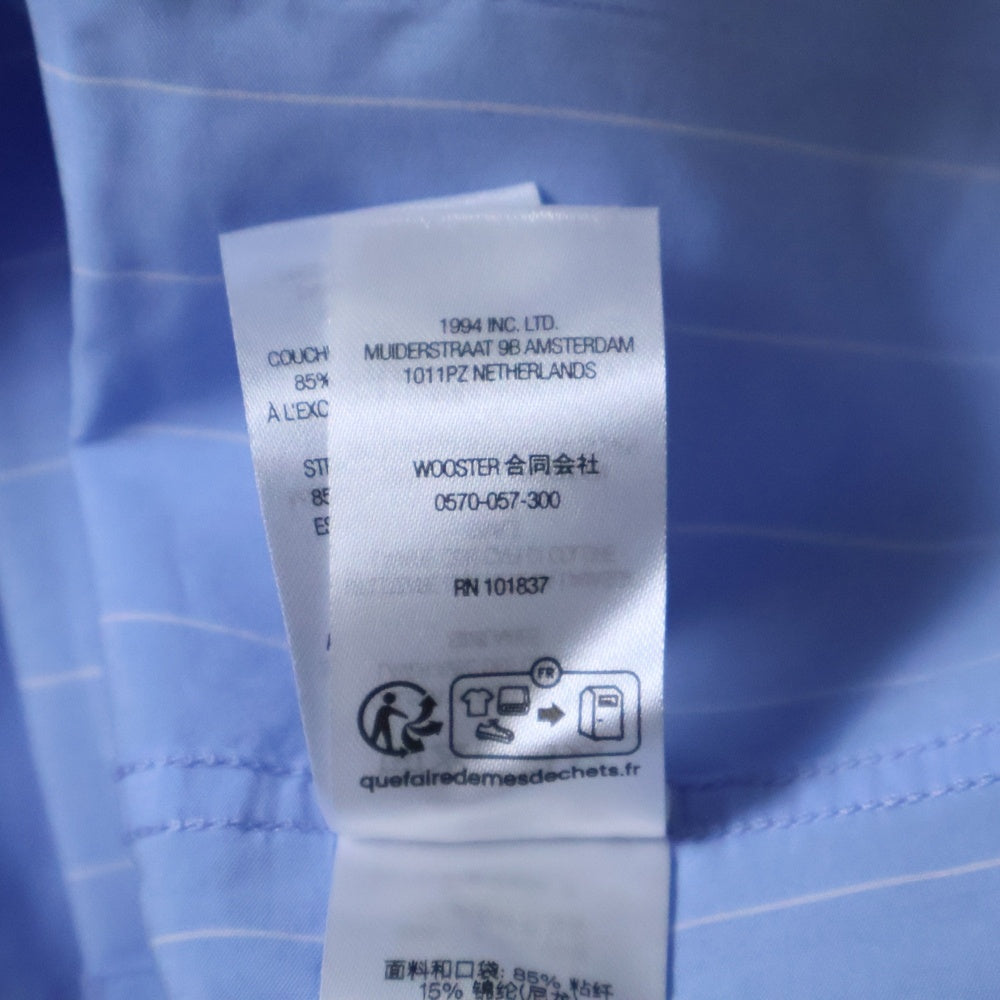 1994 INC. LTD.
MUIDERSTRAAT 9B AMSTERDAM
1011PZ NETHERLANDS
WOOSTER 合同会社
0570-057-300
RN 101837
FR
quefairedemesdechets.fr
COUCH
85%
À L'EXC
ST
85
ES
面料和口袋: 85% 粘纤
15% 锦纶(尼龙)